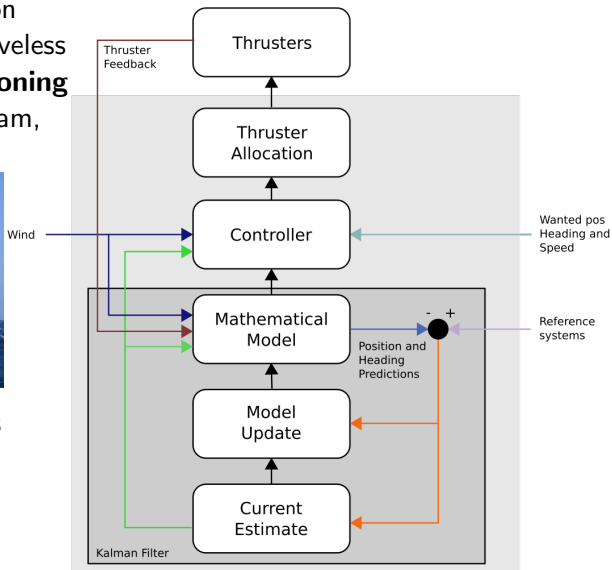 on
veless
oning
am,
s
Thrusters
Thruster
Feedback
Thruster
Allocation
Wind
Controller
Wanted pos
Heading and
Speed
Mathematical
Model
- +
Position and
Heading
Predictions
Reference
systems
Model
Update
Current
Estimate
Kalman Filter